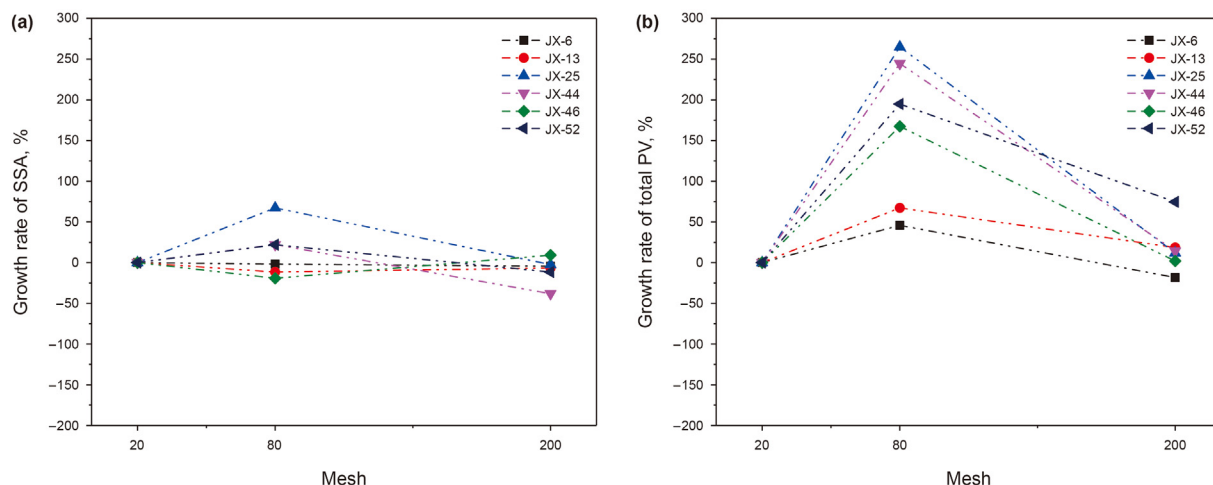 (a)
Growth rate of SSA, %
300
250
200
150
100
50
0
−50
−100
−150
−200
20
80
200
Mesh
JX-6
JX-13
JX-25
JX-44
JX-46
JX-52
(b)
Growth rate of total PV, %
300
250
200
150
100
50
0
−50
−100
−150
−200
20
80
200
Mesh
JX-6
JX-13
JX-25
JX-44
JX-46
JX-52